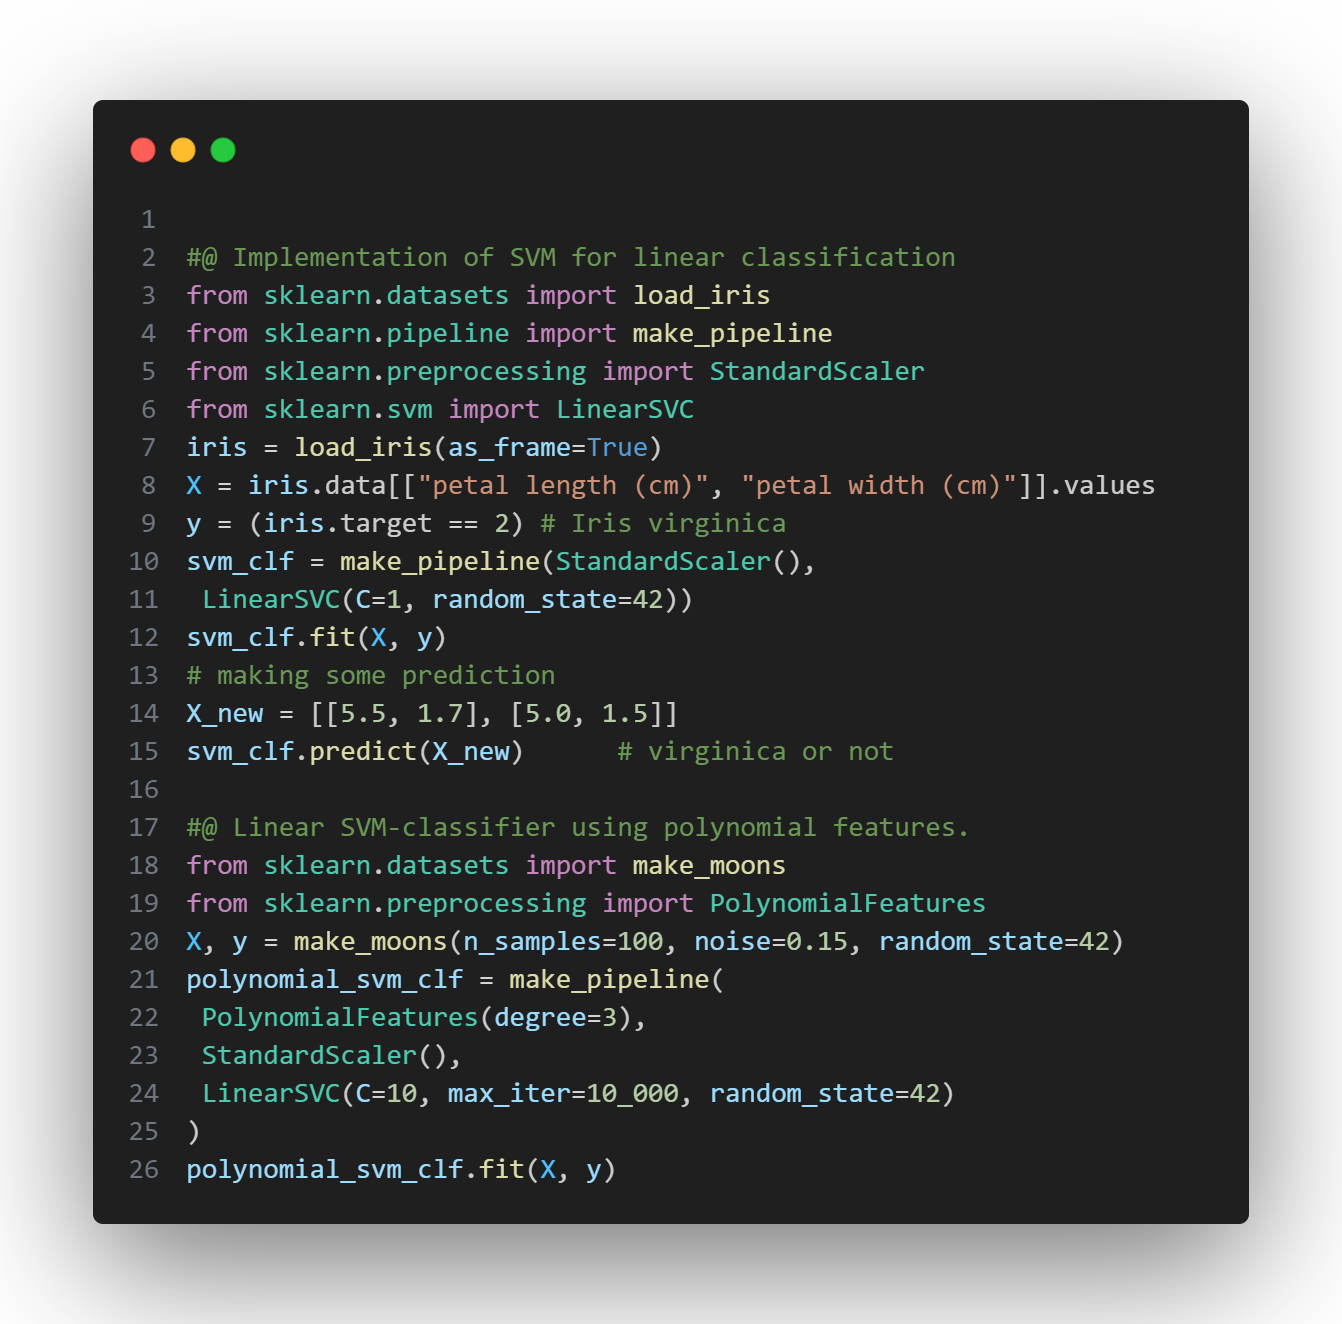 1
2 #@ Implementation of SVM for linear classification
3 from sklearn.datasets import load_iris
4 from sklearn.pipeline import make_pipeline
5 from sklearn.preprocessing import StandardScaler
6 from sklearn.svm import LinearSVC
7 iris = load_iris(as_frame=True)
8 X = iris.data[["petal length (cm)", "petal width (cm)"]].values
9 y = (iris.target == 2) # Iris virginica
10 svm_clf = make_pipeline(StandardScaler(),
11  LinearSVC(C=1, random_state=42))
12 svm_clf.fit(X, y)
13 # making some prediction
14 X_new = [[5.5, 1.7], [5.0, 1.5]]
15 svm_clf.predict(X_new)      # virginica or not
16
17 #@ Linear SVM-classifier using polynomial features.
18 from sklearn.datasets import make_moons
19 from sklearn.preprocessing import PolynomialFeatures
20 X, y = make_moons(n_samples=100, noise=0.15, random_state=42)
21 polynomial_svm_clf = make_pipeline(
22  PolynomialFeatures(degree=3),
23  StandardScaler(),
24  LinearSVC(C=10, max_iter=10_000, random_state=42)
25 )
26 polynomial_svm_clf.fit(X, y)